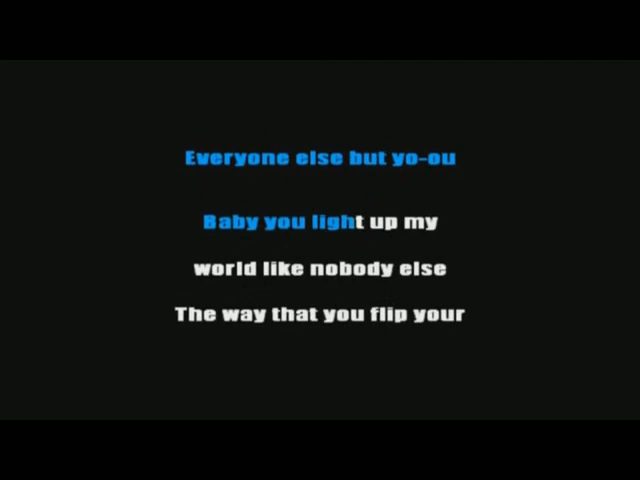 Everyone else but yo-ou
Baby you light up my
world like nobody else
The way that you flip your